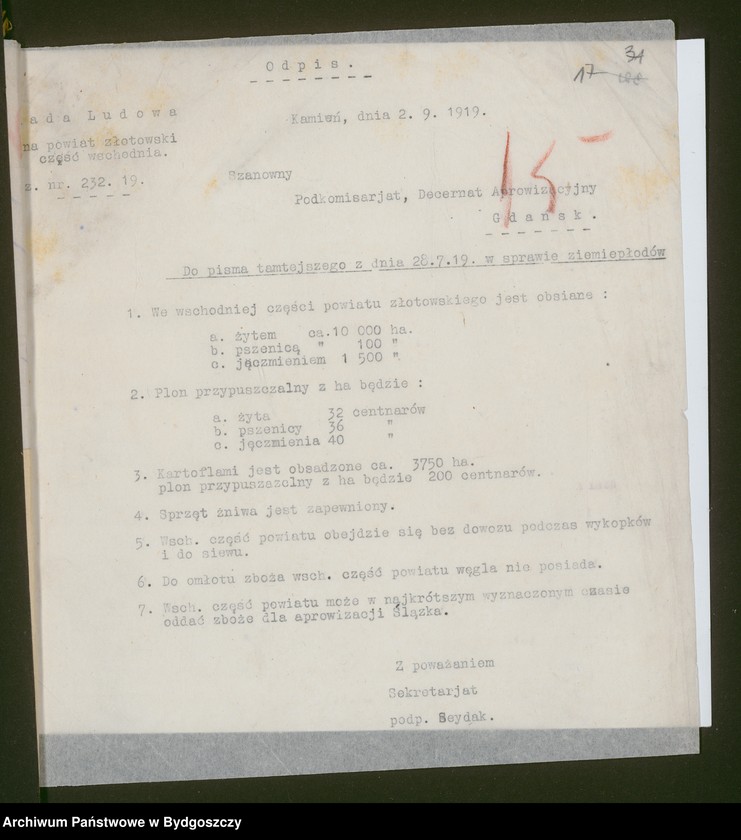 O d p i s .
34
17
ada Ludowa
na powiat złotowski
część wschodnia.
z. nr. 232. 19.
Kamień, dnia 2. 9. 1919.
15
Szanowny
Podkomisarjat, Decernat Aprowizacyjny
G d a ń s k .
Do pisma tamtejszego z dnia 28.7.19. w sprawie ziemiepłodów
1. We wschodniej części powiatu złotowskiego jest obsiane :
a. żytem ca.10 000 ha.
b. pszenicą " 100 "
c. jęczmieniem 1 500 "
2. Plon przypuszczalny z ha będzie :
a. żyta 32 centnarów
b. pszenicy 36 "
c. jęczmienia 40 "
3. Kartoflami jest obsadzone ca. 3750 ha.
plon przypuszazolny z ha będzie 200 centnarów.
4. Sprzęt żniwa jest zapewniony.
5. Wsch. część powiatu obejdzie się bez dowozu podczas wykopków
i do siewu.
6. Do omłotu zboża wsch. część powiatu węgla nie posiada.
7. Wsch. część powiatu może w najkrótszym wyznaczonym czasie
oddać zboże dla aprowizacji Ślązka.
Z poważaniem
Sekretarjat
podp. Seydak.
Archiwum Państwowe w Bydgoszczy